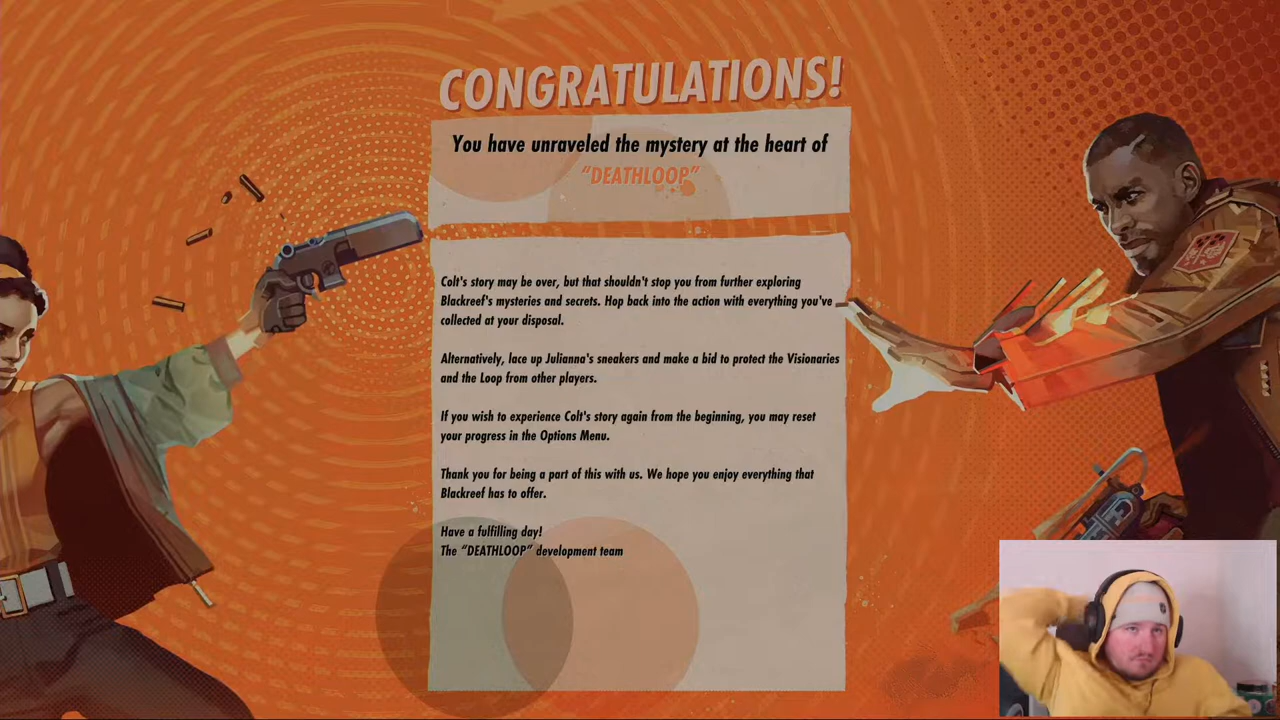 CONGRATULATIONS!
You have unraveled the mystery at the heart of
"DEATHLOOP"
Colt's story may be over, but that shouldn't stop you from further exploring
Blackreef's mysteries and secrets. Hop back into the action with everything you've
collected at your disposal.
Alternatively, lace up Julianna's sneakers and make a bid to protect the Visionaries
and the Loop from other players.
If you wish to experience Colt's story again from the beginning, you may reset
your progress in the Options Menu.
Thank you for being a part of this with us. We hope you enjoy everything that
Blackreef has to offer.
Have a fulfilling day!
The "DEATHLOOP" development team